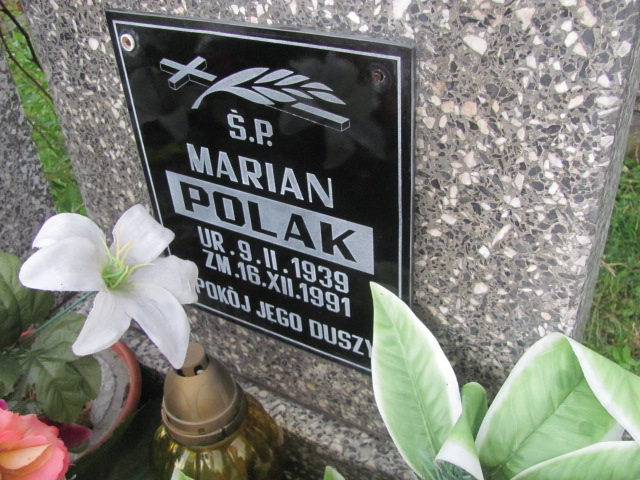 Ś.P.
MARIAN
POLAK
UR. 9. II. 1939
ZM. 16. XII. 1991
POKÓJ JEGO DUSZY